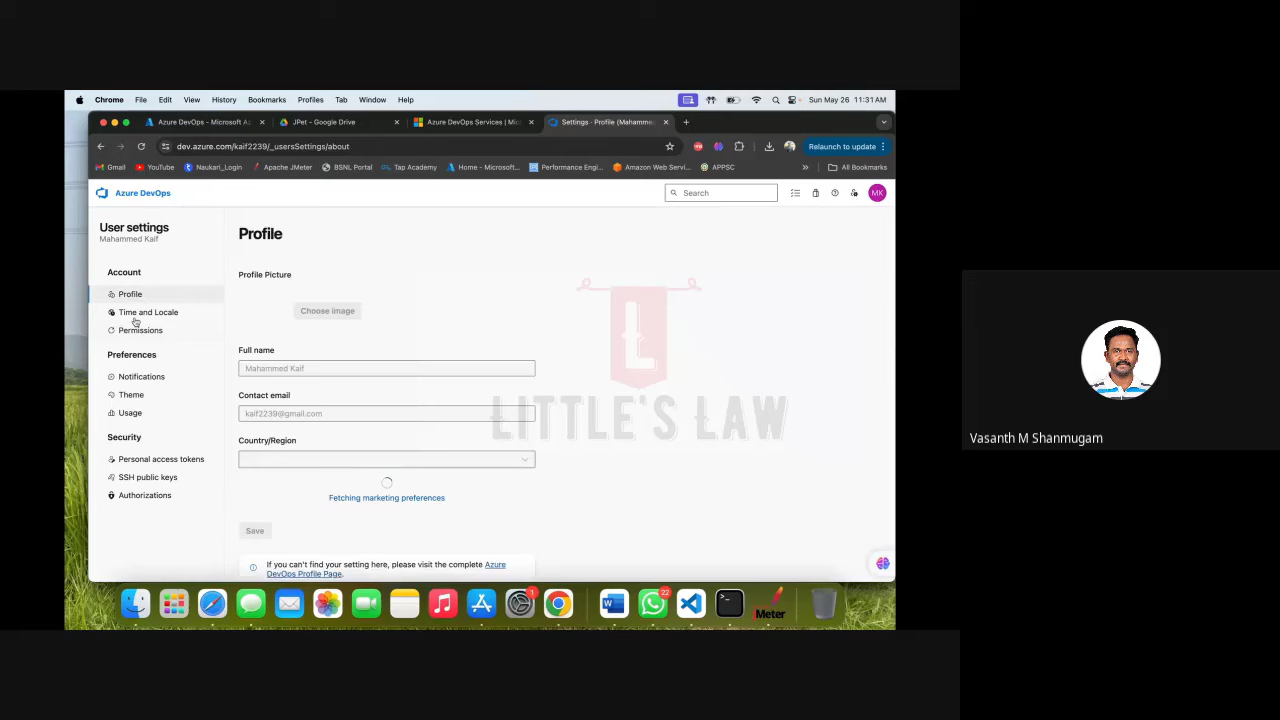 Chrome File Edit View History Bookmarks Profiles Tab Window Help
Sun May 26 11:31 AM
Azure DevOps - Microsoft Az
JPet - Google Drive
Azure DevOps Services | Mic
Settings · Profile (Mahamme
dev.azure.com/kaif2239/_usersSettings/about
Relaunch to update
Gmail YouTube Naukari_Login Apache JMeter BSNL Portal Tap Academy Home - Microsoft... Performance Engi... Amazon Web Servi... APPSC » All Bookmarks
Azure DevOps
Search
MK
User settings
Mahammed Kaif
Account
Profile
Time and Locale
Permissions
Preferences
Notifications
Theme
Usage
Security
Personal access tokens
SSH public keys
Authorizations
Profile
Profile Picture
Choose image
Full name
Mahammed Kaif
Contact email
kaif2239@gmail.com
Country/Region
Fetching marketing preferences
Save
If you can't find your setting here, please visit the complete Azure
DevOps Profile Page.
L
LITTLE'S LAW
1
22
Meter
Vasanth M Shanmugam